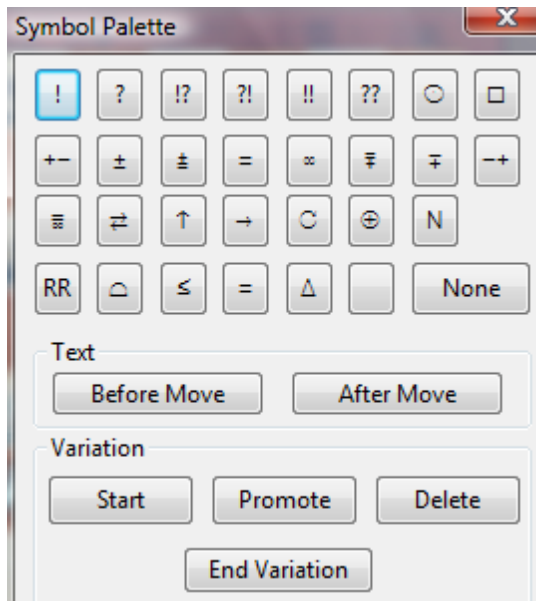 Symbol Palette X
! ? !? ?! !! ?? ○ □
+− ± ⩲ = ∞ ⩱ ∓ −+
⇄ ↑ → ↻ ⊕ N
RR ⌓ ≤ = Δ None
Text
Before Move After Move
Variation
Start Promote Delete
End Variation